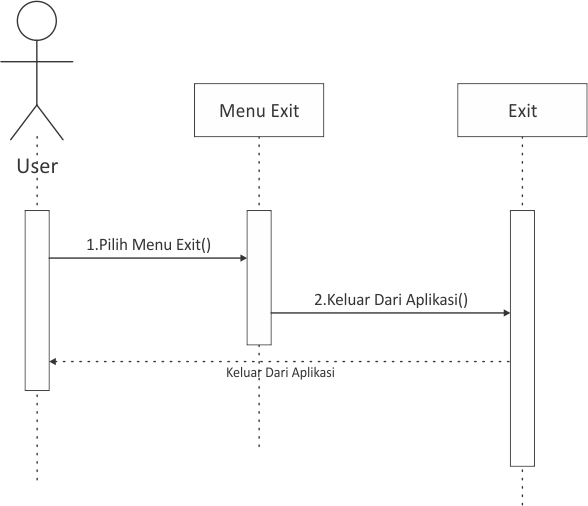 Menu Exit
Exit
User
1.Pilih Menu Exit()
2.Keluar Dari Aplikasi()
Keluar Dari Aplikasi